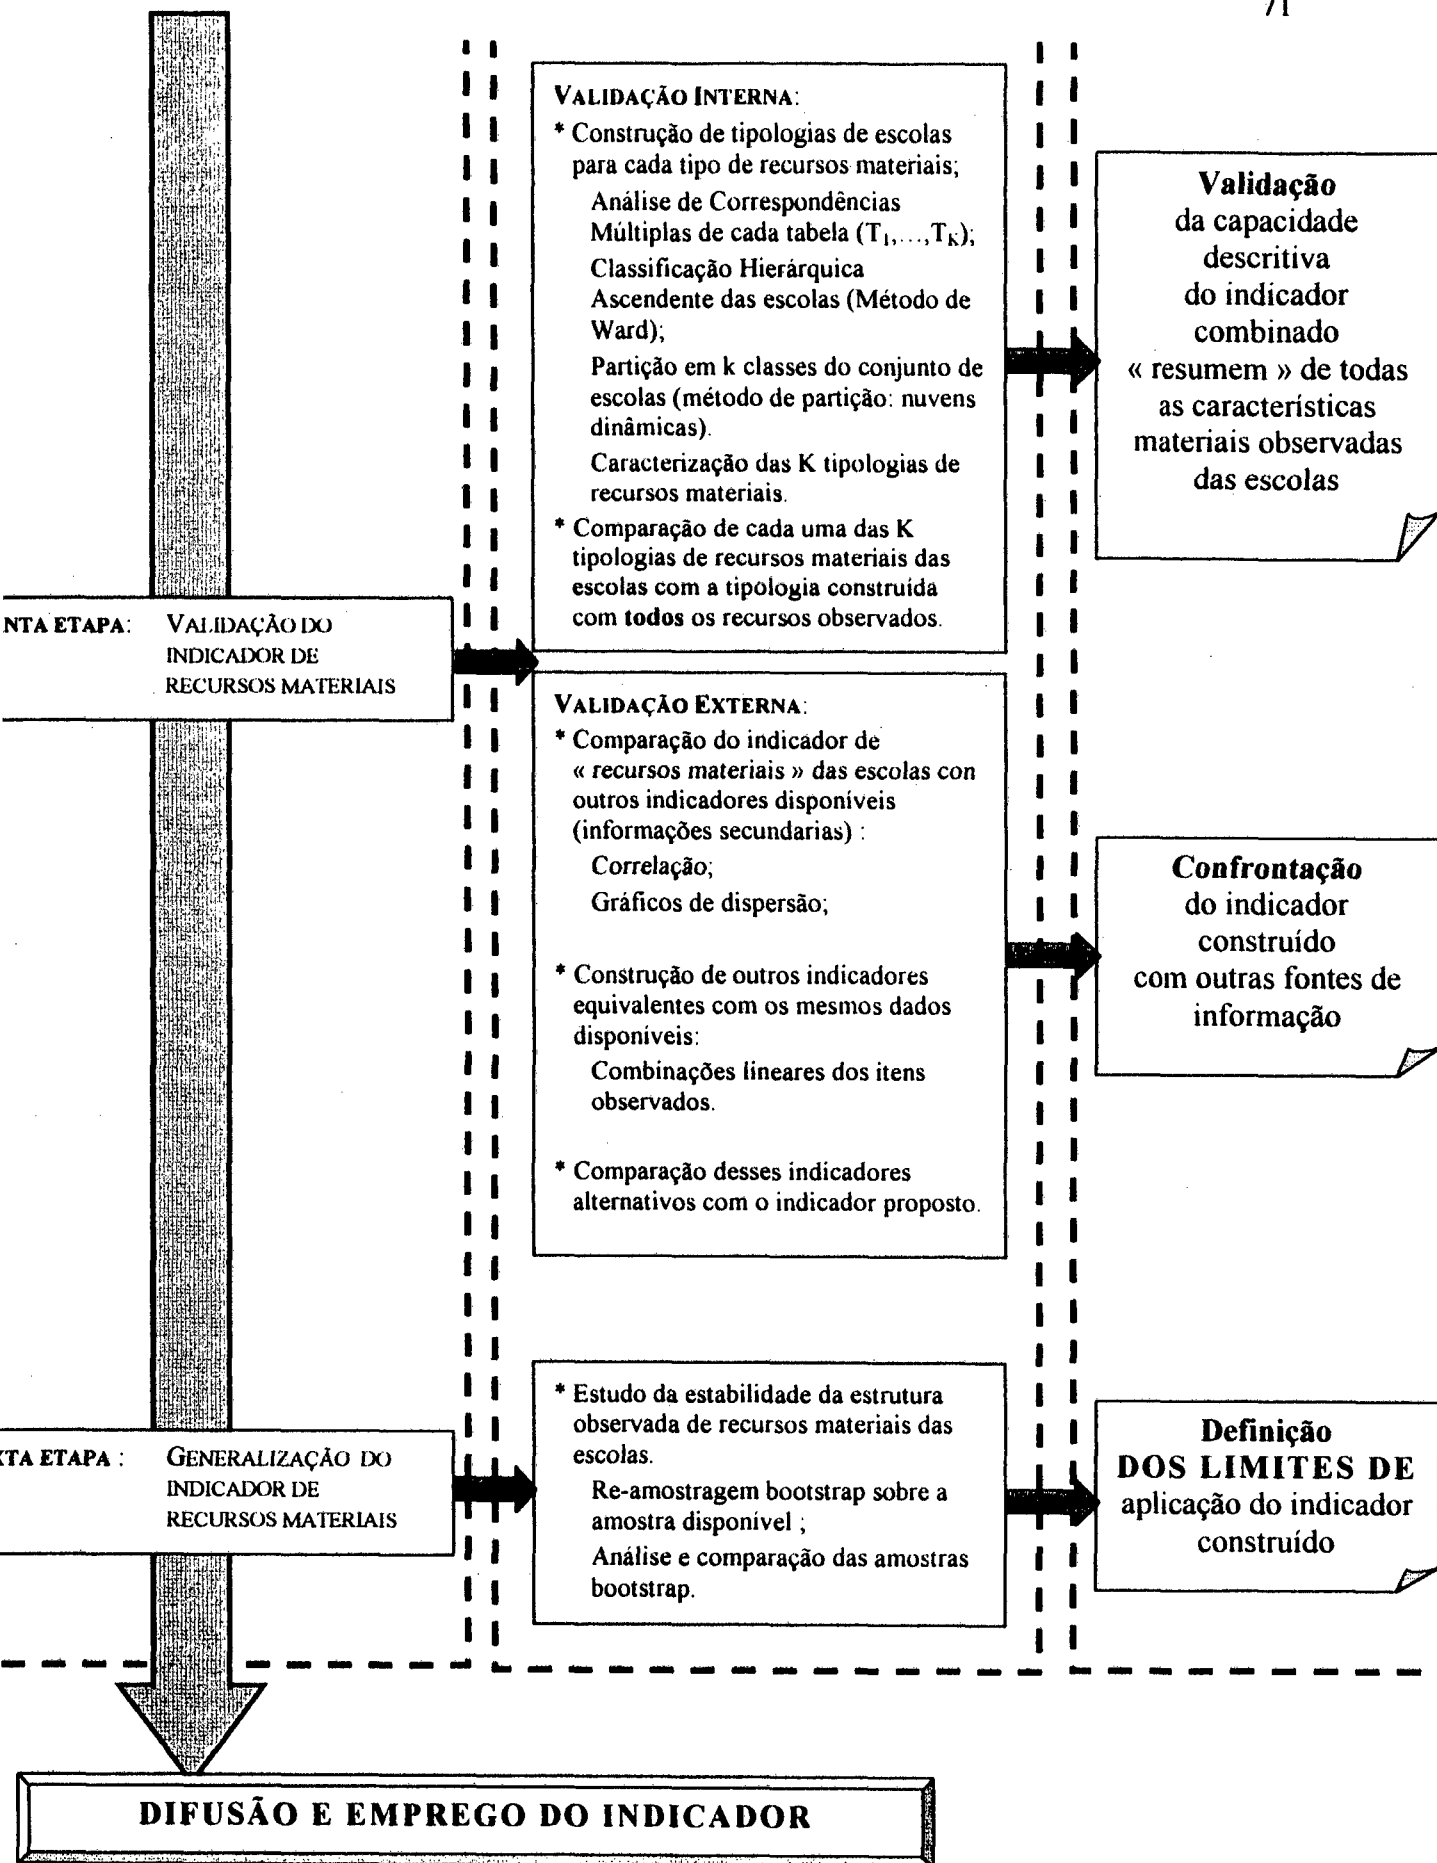 71
VALIDAÇÃO INTERNA:
* Construção de tipologias de escolas
para cada tipo de recursos materiais;
Análise de Correspondências
Múltiplas de cada tabela (T1,...,TK);
Classificação Hierárquica
Ascendente das escolas (Método de
Ward);
Partição em k classes do conjunto de
escolas (método de partição: nuvens
dinâmicas).
Caracterização das K tipologias de
recursos materiais.
* Comparação de cada uma das K
tipologias de recursos materiais das
escolas com a tipologia construída
com todos os recursos observados.
Validação
da capacidade
descritiva
do indicador
combinado
« resumem » de todas
as características
materiais observadas
das escolas
NTA ETAPA: VALIDAÇÃO DO
INDICADOR DE
RECURSOS MATERIAIS
VALIDAÇÃO EXTERNA:
* Comparação do indicador de
« recursos materiais » das escolas con
outros indicadores disponíveis
(informações secundarias) :
Correlação;
Gráficos de dispersão;
* Construção de outros indicadores
equivalentes com os mesmos dados
disponíveis:
Combinações lineares dos itens
observados.
* Comparação desses indicadores
alternativos com o indicador proposto.
Confrontação
do indicador
construído
com outras fontes de
informação
XTA ETAPA : GENERALIZAÇÃO DO
INDICADOR DE
RECURSOS MATERIAIS
* Estudo da estabilidade da estrutura
observada de recursos materiais das
escolas.
Re-amostragem bootstrap sobre a
amostra disponível ;
Análise e comparação das amostras
bootstrap.
Definição
DOS LIMITES DE
aplicação do indicador
construído
DIFUSÃO E EMPREGO DO INDICADOR